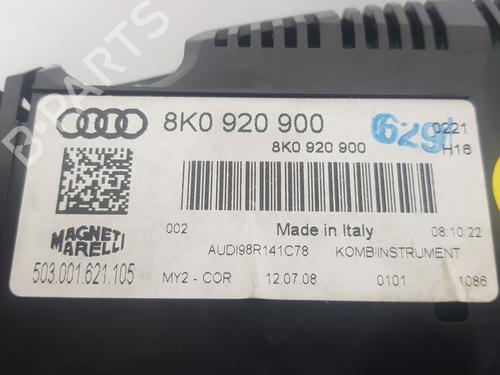 8K0 920 900
8K0 920 900
629
0221
H16
002
Made in Italy
08:10:22
MAGNETI
MARELLI
AUDI98R141C78
KOMBIINSTRUMENT
503.001.621.105
MY2 - COR
12.07.08
0101
1086
B-PARTS